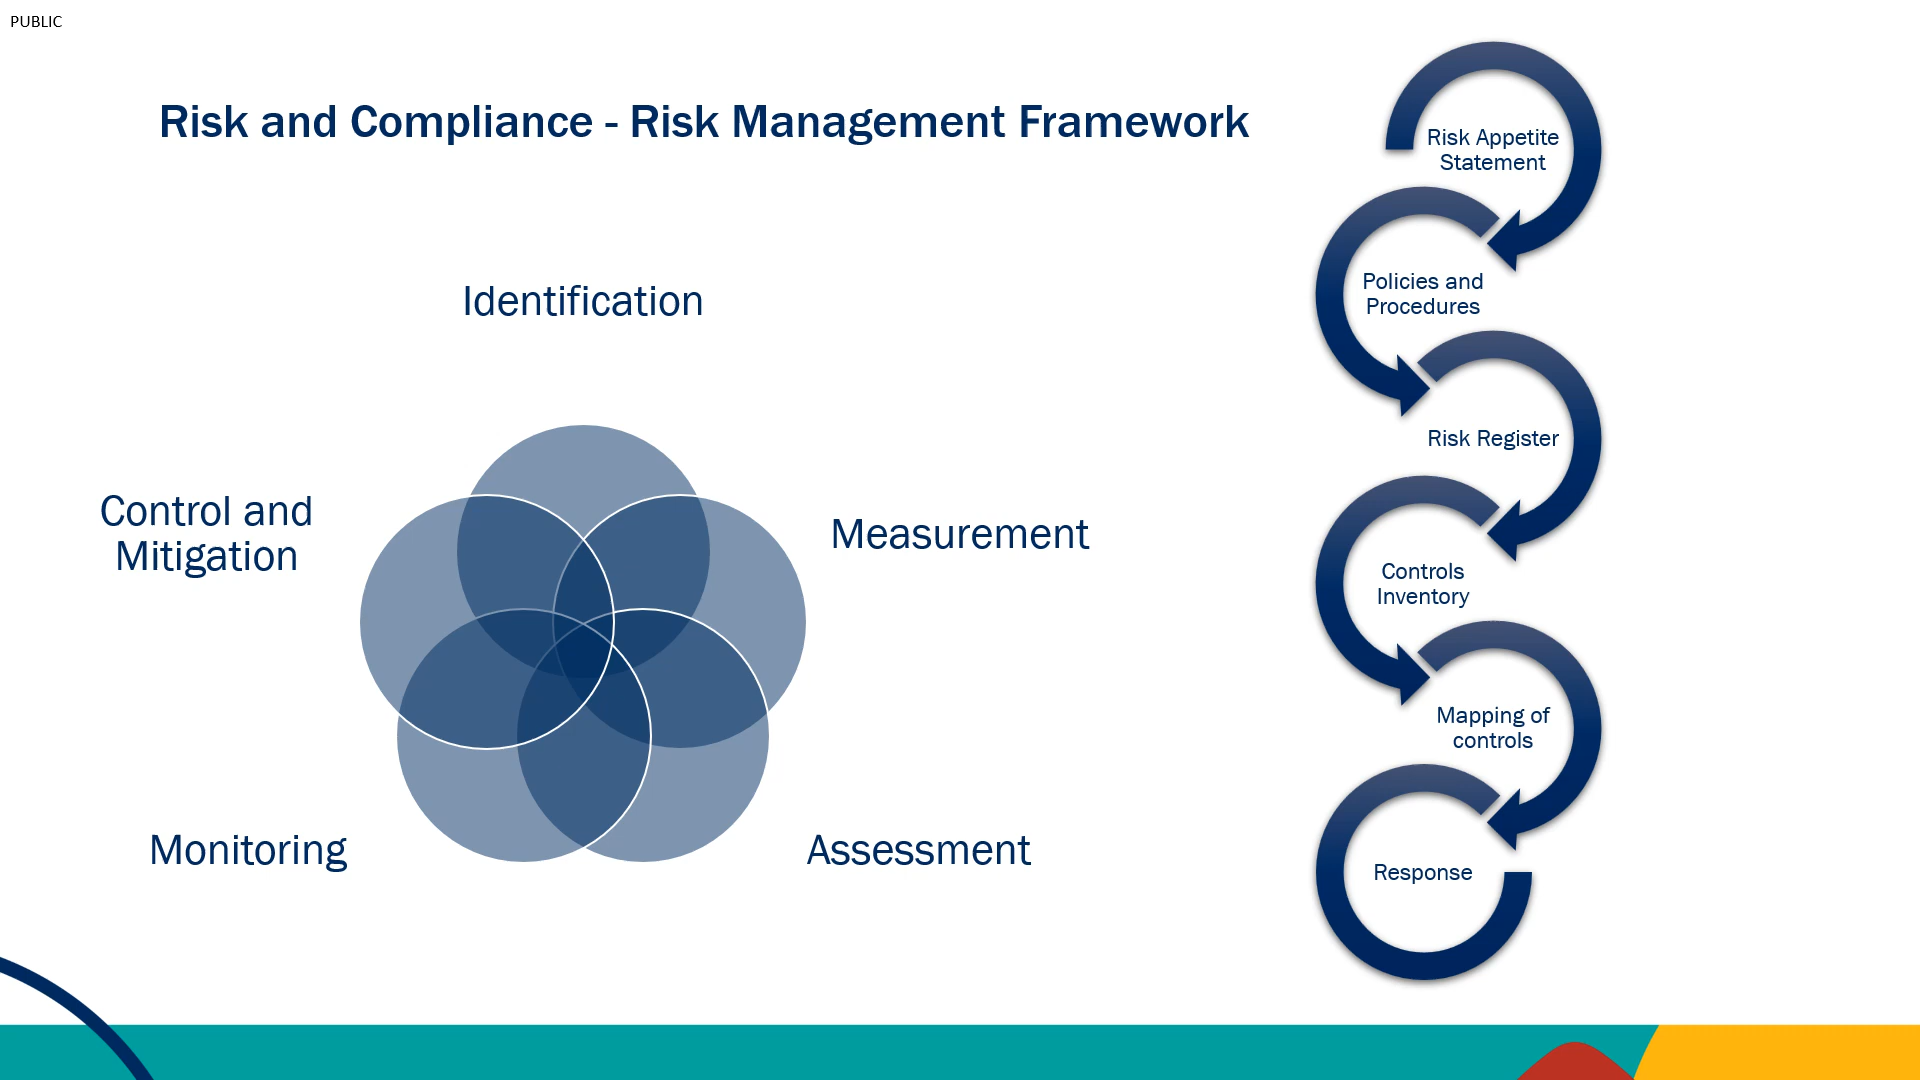 PUBLIC
Risk and Compliance - Risk Management Framework
Identification
Measurement
Assessment
Monitoring
Control and
Mitigation
Risk Appetite
Statement
Policies and
Procedures
Risk Register
Controls
Inventory
Mapping of
controls
Response